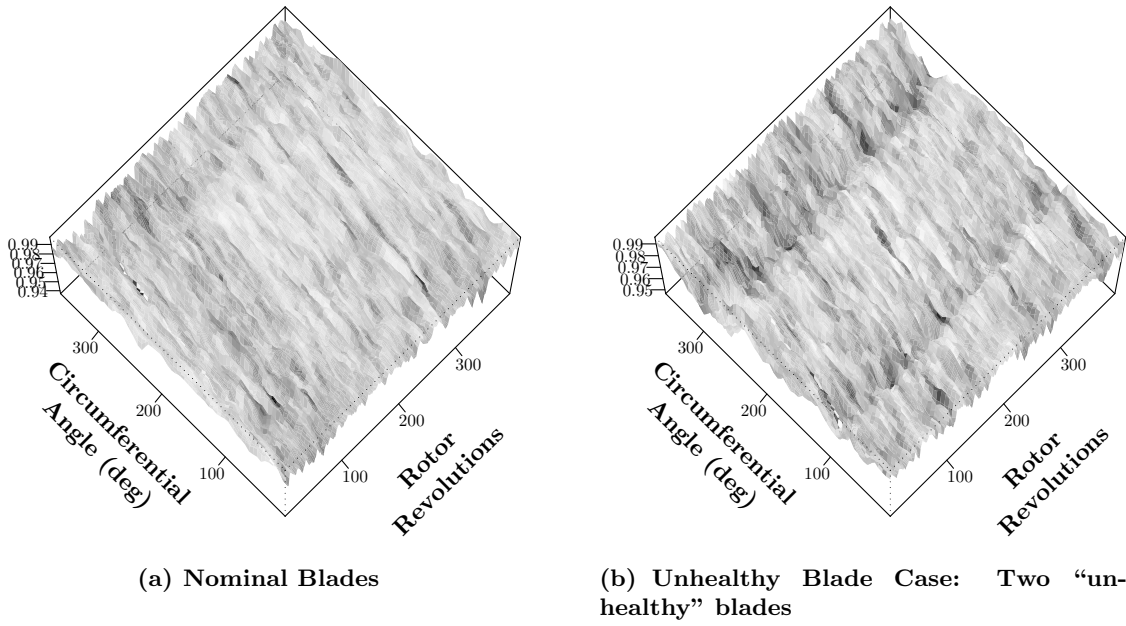 0.99
0.98
0.97
0.96
0.95
0.94
300
200
100
Circumferential
Angle (deg)
100
200
300
Rotor
Revolutions
(a) Nominal Blades
0.99
0.98
0.97
0.96
0.95
300
200
100
Circumferential
Angle (deg)
100
200
300
Rotor
Revolutions
(b) Unhealthy Blade Case: Two “un-
healthy” blades